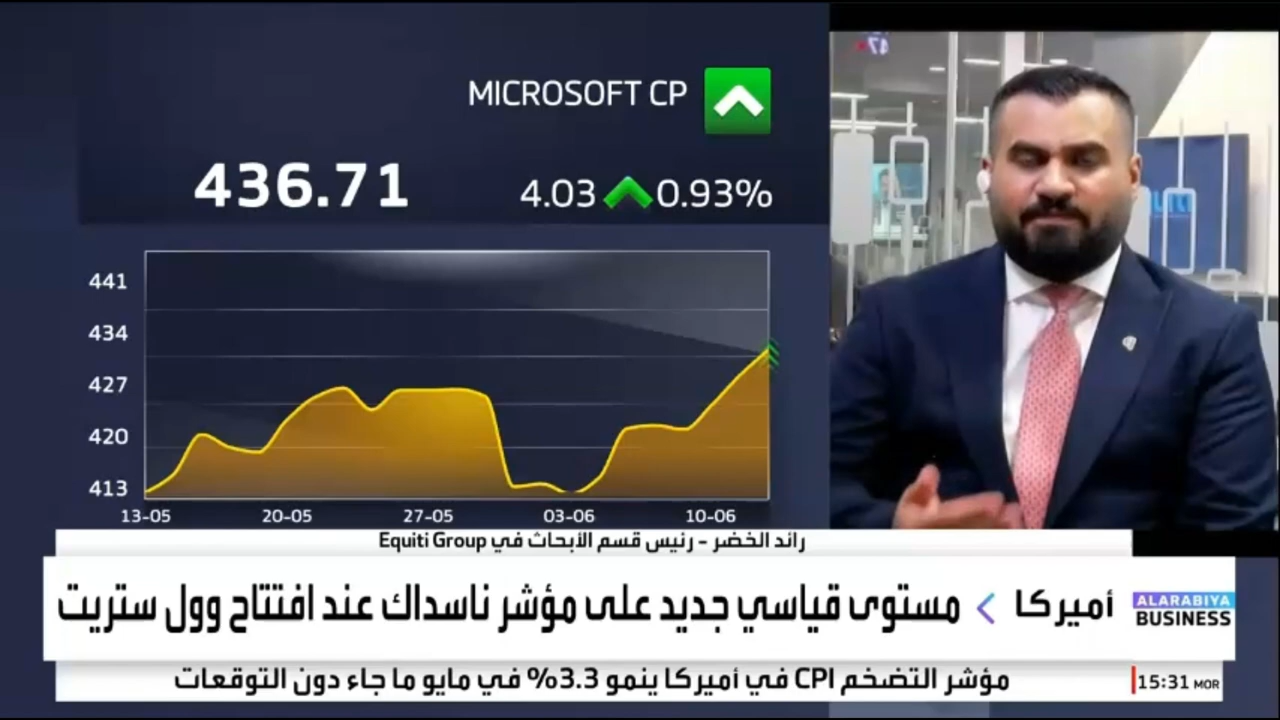 MICROSOFT CP
436.71
4.03 0.93%
441
434
427
420
413
13-05 20-05 27-05 03-06 10-06
رائد الخضر - رئيس قسم الأبحاث في Equiti Group
أميركا > مستوى قياسي جديد على مؤشر ناسداك عند افتتاح وول ستريت
ALARABIYA
BUSINESS
مؤشر التضخم CPI في أميركا ينمو 3.3% في مايو ما جاء دون التوقعات
15:31 MOR